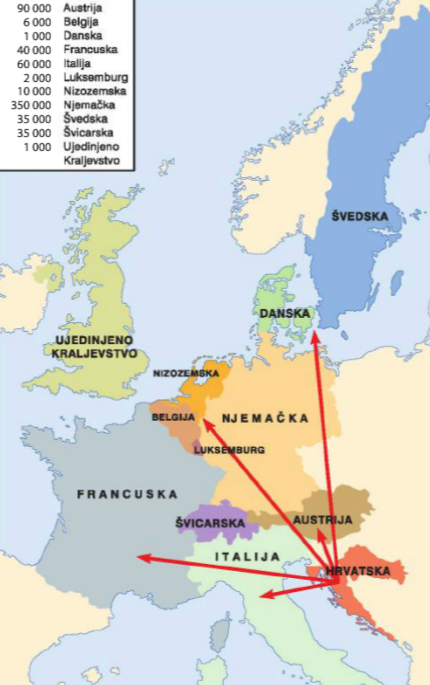 90 000 Austrija
6 000 Belgija
1 000 Danska
40 000 Francuska
60 000 Italija
2 000 Luksemburg
10 000 Nizozemska
350 000 Njemačka
35 000 Švedska
35 000 Švicarska
1 000 Ujedinjeno
Kraljevstvo
ŠVEDSKA
DANSKA
UJEDINJENO
KRALJEVSTVO
NIZOZEMSKA
BELGIJA
NJEMAČKA
LUKSEMBURG
FRANCUSKA
ŠVICARSKA
AUSTRIJA
ITALIJA
HRVATSKA